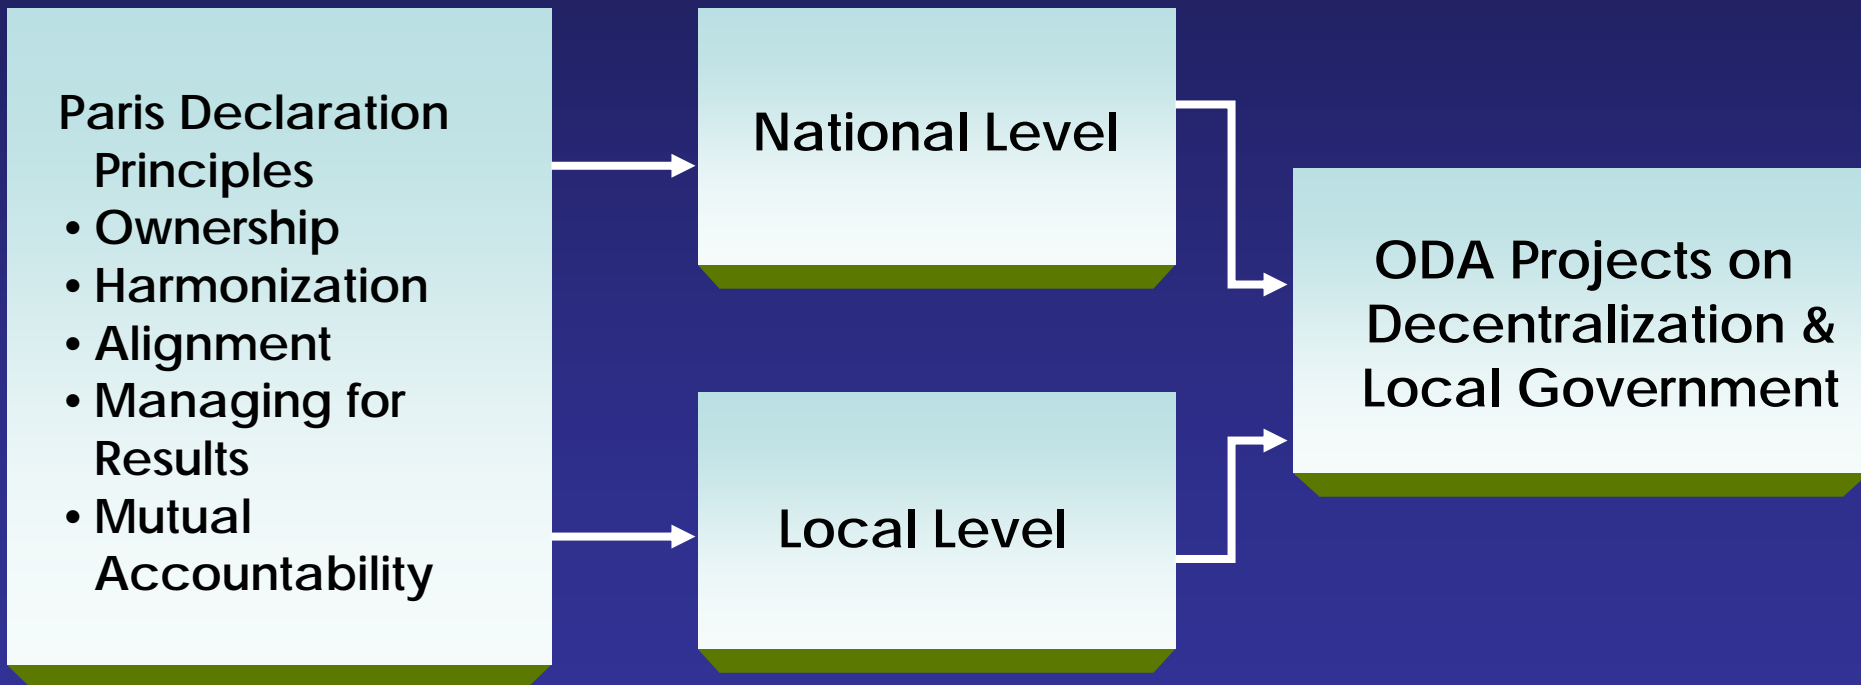 Paris Declaration
Principles
• Ownership
• Harmonization
• Alignment
• Managing for
Results
• Mutual
Accountability
National Level
Local Level
ODA Projects on
Decentralization &
Local Government